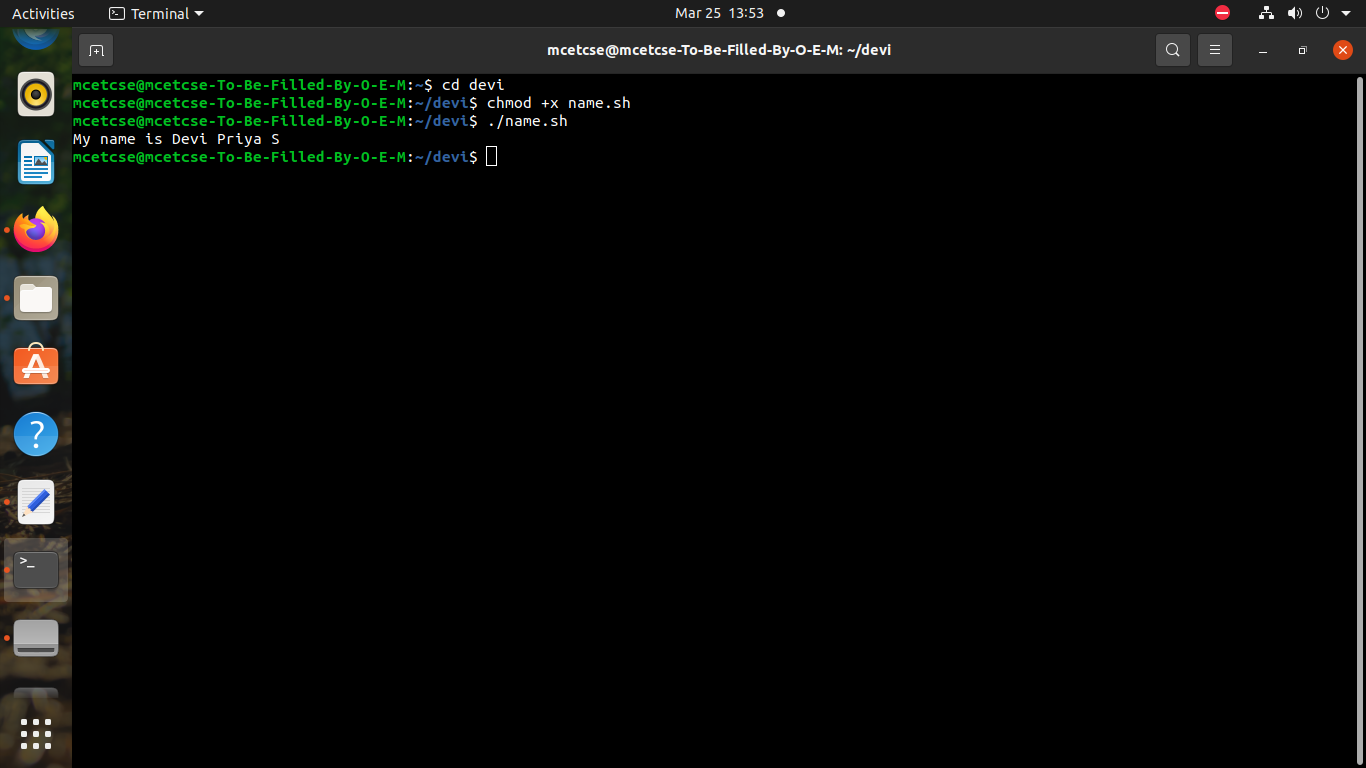 Activities
Terminal
Mar 25 13:53
mcetcse@mcetcse-To-Be-Filled-By-O-E-M: ~/devi
mcetcse@mcetcse-To-Be-Filled-By-O-E-M:~$ cd devi
mcetcse@mcetcse-To-Be-Filled-By-O-E-M:~/devi$ chmod +x name.sh
mcetcse@mcetcse-To-Be-Filled-By-O-E-M:~/devi$ ./name.sh
My name is Devi Priya S
mcetcse@mcetcse-To-Be-Filled-By-O-E-M:~/devi$